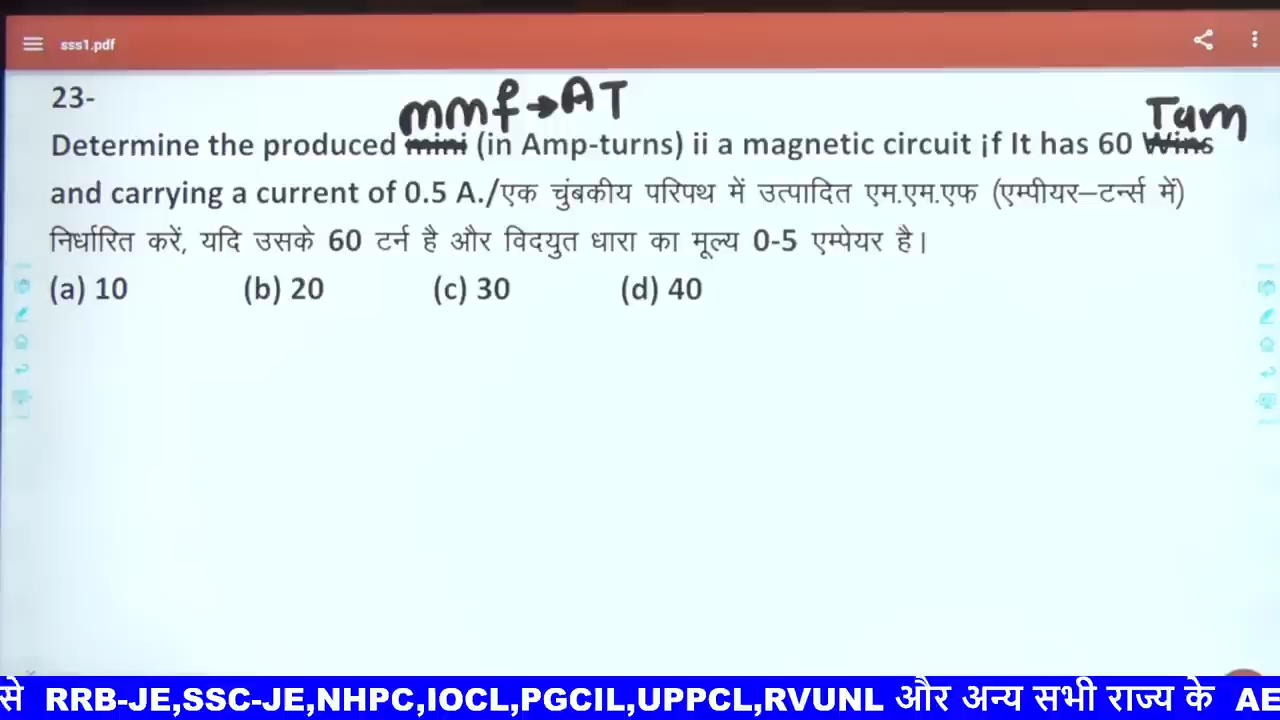 sss1.pdf
23-
mmf→AT
Turn
Determine the produced mini (in Amp-turns) ii a magnetic circuit ¡f It has 60 Wins
and carrying a current of 0.5 A./एक चुंबकीय परिपथ में उत्पादित एम.एम.एफ (एम्पीयर–टर्न्स में)
निर्धारित करें, यदि उसके 60 टर्न है और विदयुत धारा का मूल्य 0-5 एम्पेयर है।
(a) 10 (b) 20 (c) 30 (d) 40
से RRB-JE,SSC-JE,NHPC,IOCL,PGCIL,UPPCL,RVUNL और अन्य सभी राज्य के AE